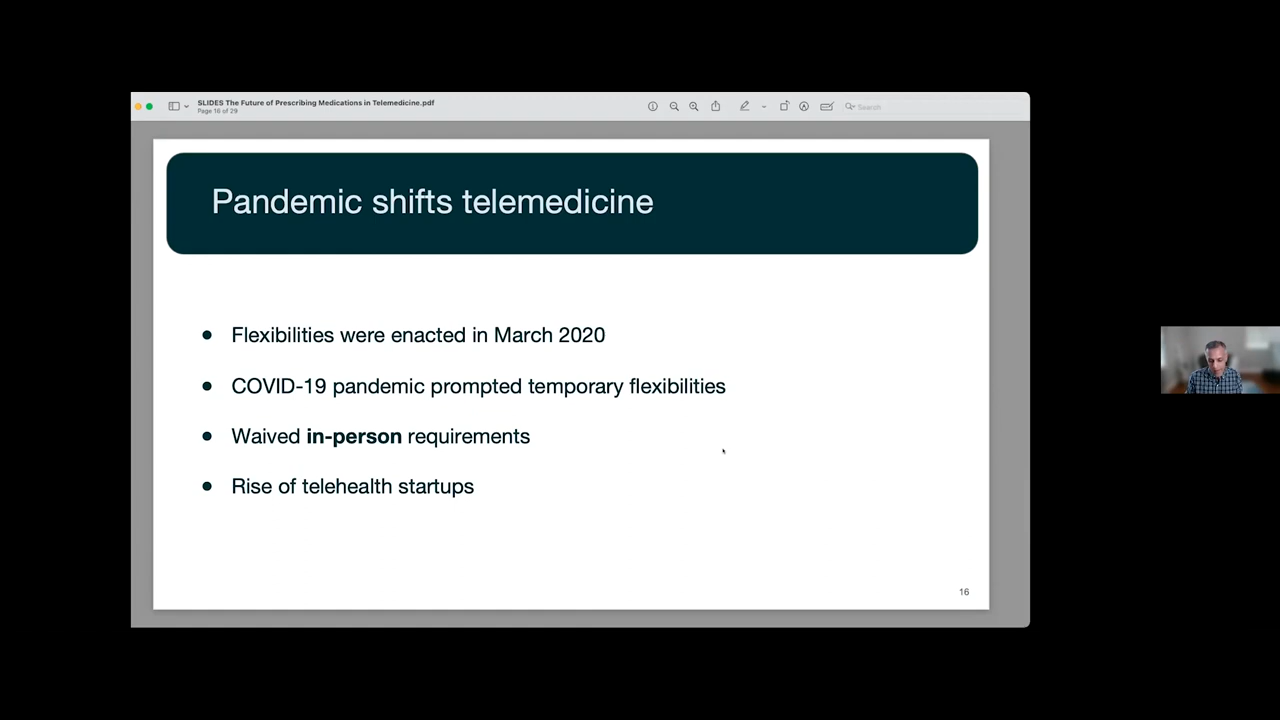 SLIDES The Future of Prescribing Medications in Telemedicine.pdf
Page 16 of 29
Search
Pandemic shifts telemedicine
Flexibilities were enacted in March 2020
COVID-19 pandemic prompted temporary flexibilities
Waived in-person requirements
Rise of telehealth startups
16